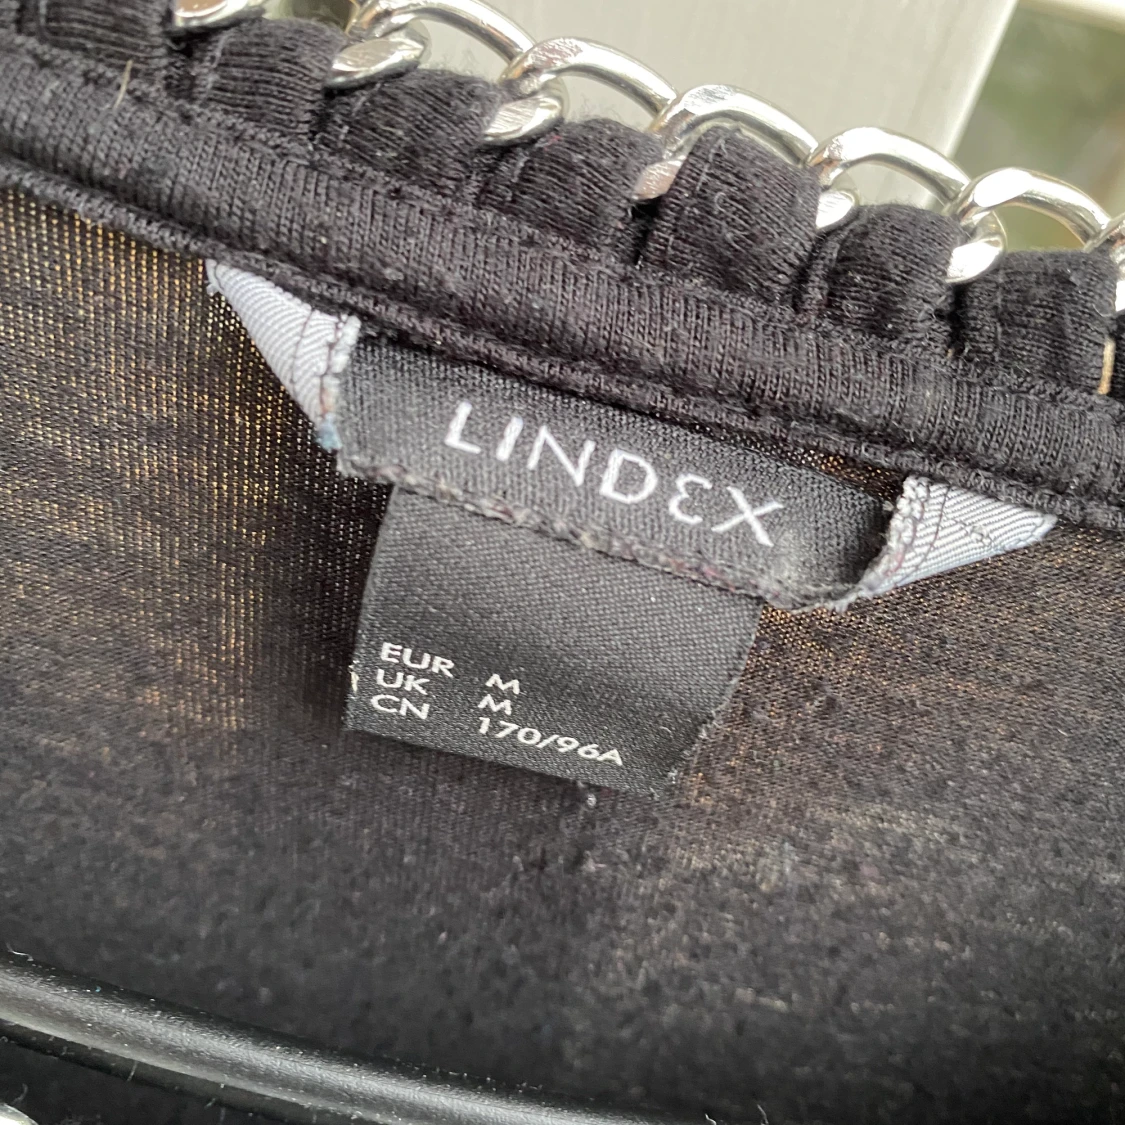 LINDEX
EUR M
UK M
CN 170/96A